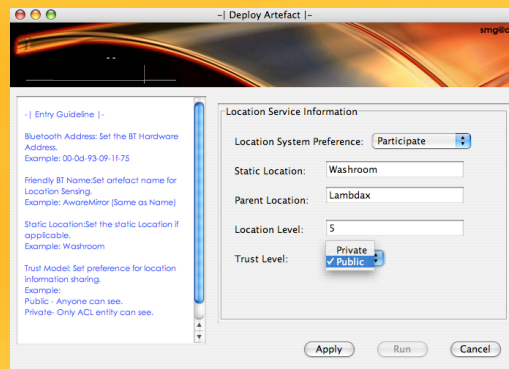 -| Deploy Artefact |-
smg@d
-| Entry Guideline |-
Bluetooth Address: Set the BT Hardware
Address.
Example: 00-0d-93-09-1f-75
Friendly BT Name:Set artefact name for
Location Sensing.
Example: AwareMirror (Same as Name)
Static Location:Set the static Location if
applicable.
Example: Washroom
Trust Model: Set preference for location
information sharing.
Example:
Public - Anyone can see.
Private- Only ACL entity can see.
Location Service Information
Location System Preference: Participate
Static Location: Washroom
Parent Location: Lambdax
Location Level: 5
Trust Level:
Private
✓ Public
Apply Run Cancel